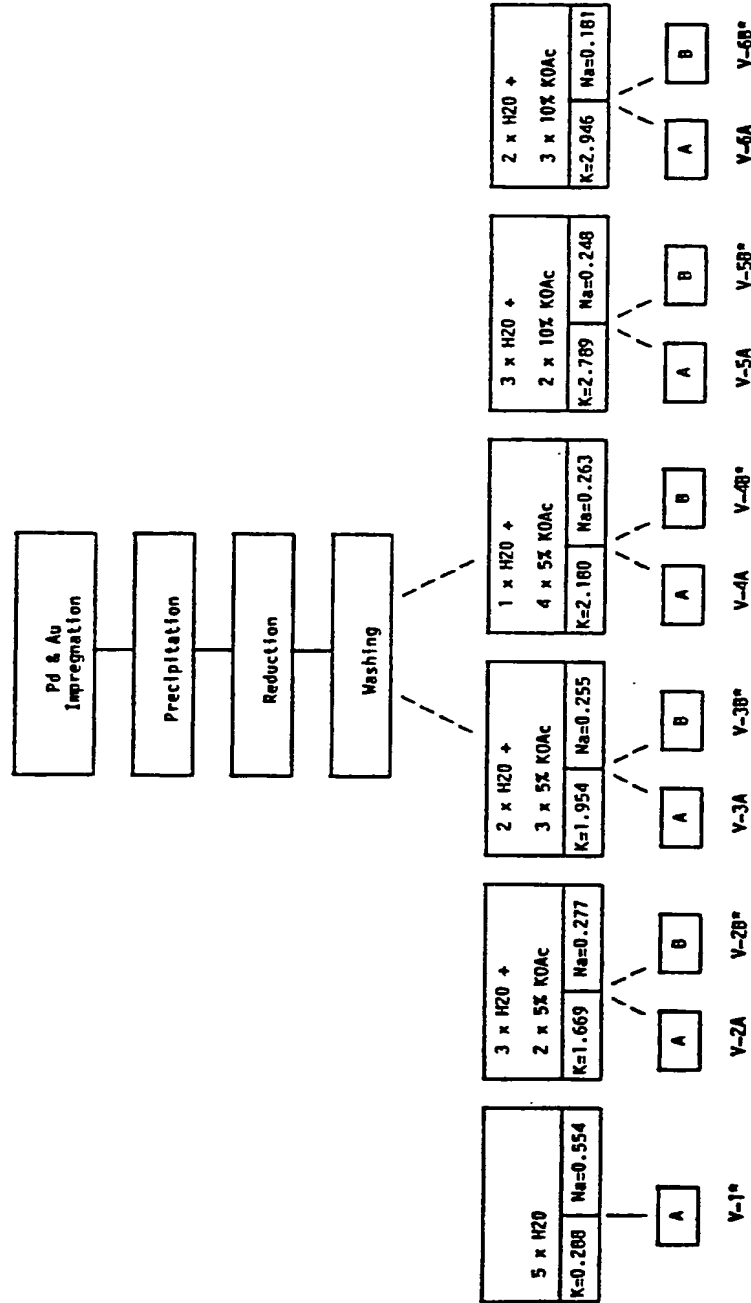 Pd & Au
Impregnation
Precipitation
Reduction
Washing
5 x H2O
K=0.288 Na=0.554
A
V-1*
3 x H2O +
2 x 5% KOAc
K=1.669 Na=0.277
A B
V-2A V-2B*
2 x H2O +
3 x 5% KOAc
K=1.954 Na=0.255
A B
V-3A V-3B*
1 x H2O +
4 x 5% KOAc
K=2.180 Na=0.263
A B
V-4A V-4B*
3 x H2O +
2 x 10% KOAc
K=2.789 Na=0.248
A B
V-5A V-5B*
2 x H2O +
3 x 10% KOAc
K=2.946 Na=0.181
A B
V-6A V-6B*